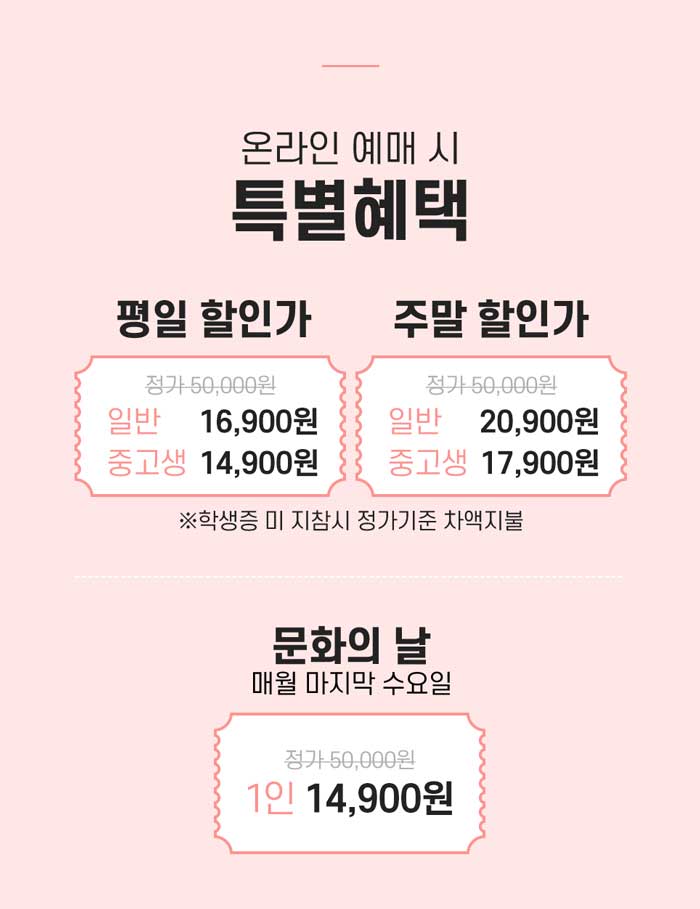 온라인 예매 시
특별혜택
평일 할인가
정가 50,000원
일반 16,900원
중고생 14,900원
주말 할인가
정가 50,000원
일반 20,900원
중고생 17,900원
※학생증 미 지참시 정가기준 차액지불
문화의 날
매월 마지막 수요일
정가 50,000원
1인 14,900원